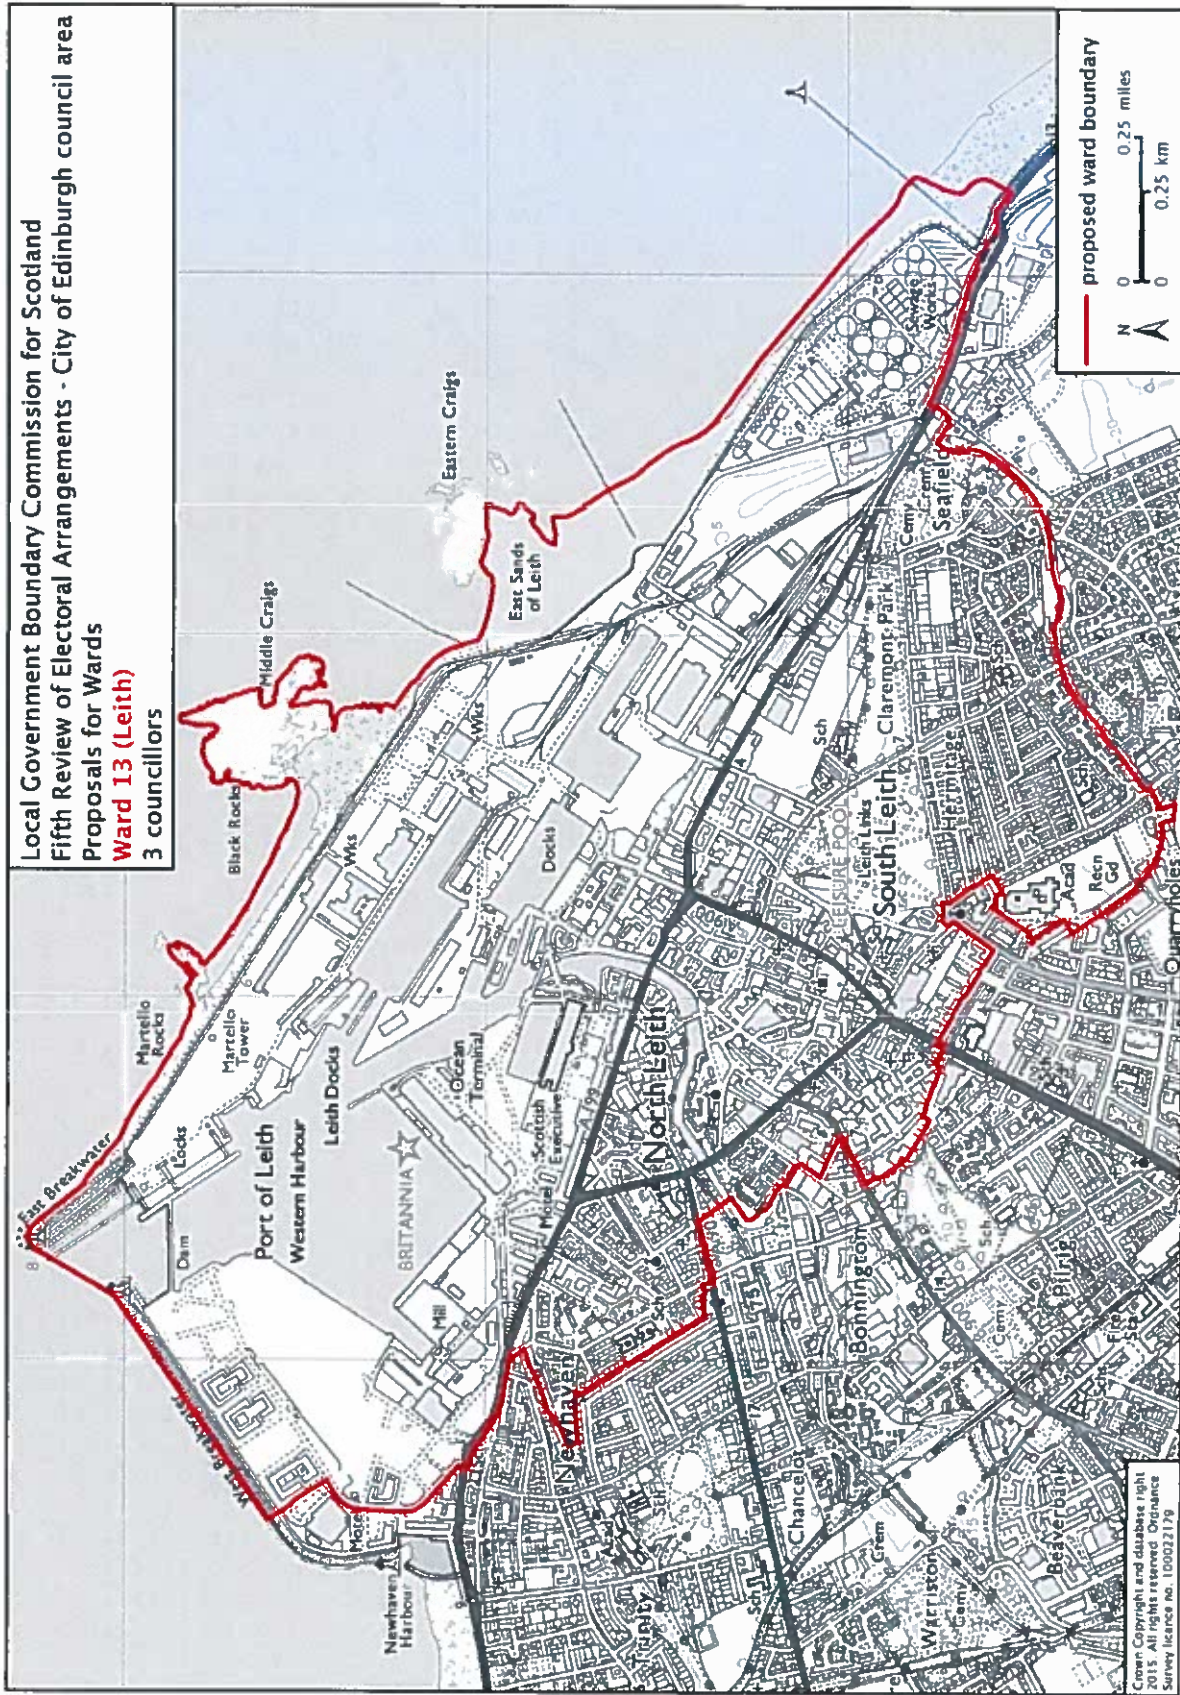 Local Government Boundary Commission for Scotland
Fifth Review of Electoral Arrangements - City of Edinburgh council area
Proposals for Wards
Ward 13 (Leith)
3 councillors
East Breakwater
Martello
Rocks
Black Rocks
Middle Craigs
Eastern Craigs
East Sands
of Leith
Martello
Tower
Locks
Dam
Port of Leith
Western Harbour
Leith Docks
Wks
Wks
Docks
BRITANNIA
Ocean
Terminal
Scottish
Executive
Mill
Newhaven
Harbour
Newhaven
North Leith
A199
A906
LEISURE POOL
Leith Links
South Leith
Claremont Park
Hermitage
Sch
Cemy
Seafield
Sewage
Works
Acad
Recn
Gd
Quarryholes
Bonnington
Pilrig
Fire
Sta
Cemy
Chancelot
Trinity
Acad
Crem
Warriston
Cemy
Beaverbank
proposed ward boundary
N
0 0.25 miles
0 0.25 km
Crown Copyright and database right
2015. All rights reserved. Ordnance
Survey licence no. 100022179